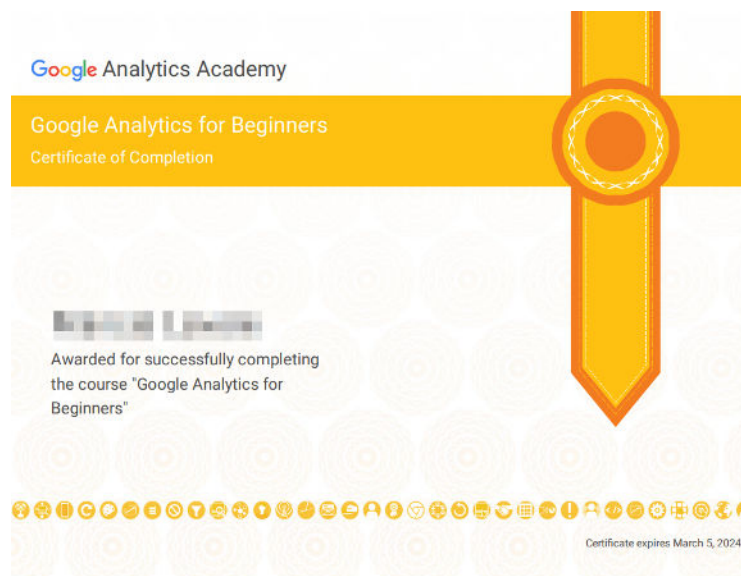 Google Analytics Academy
Google Analytics for Beginners
Certificate of Completion
Awarded for successfully completing
the course "Google Analytics for
Beginners"
Certificate expires March 5, 2024